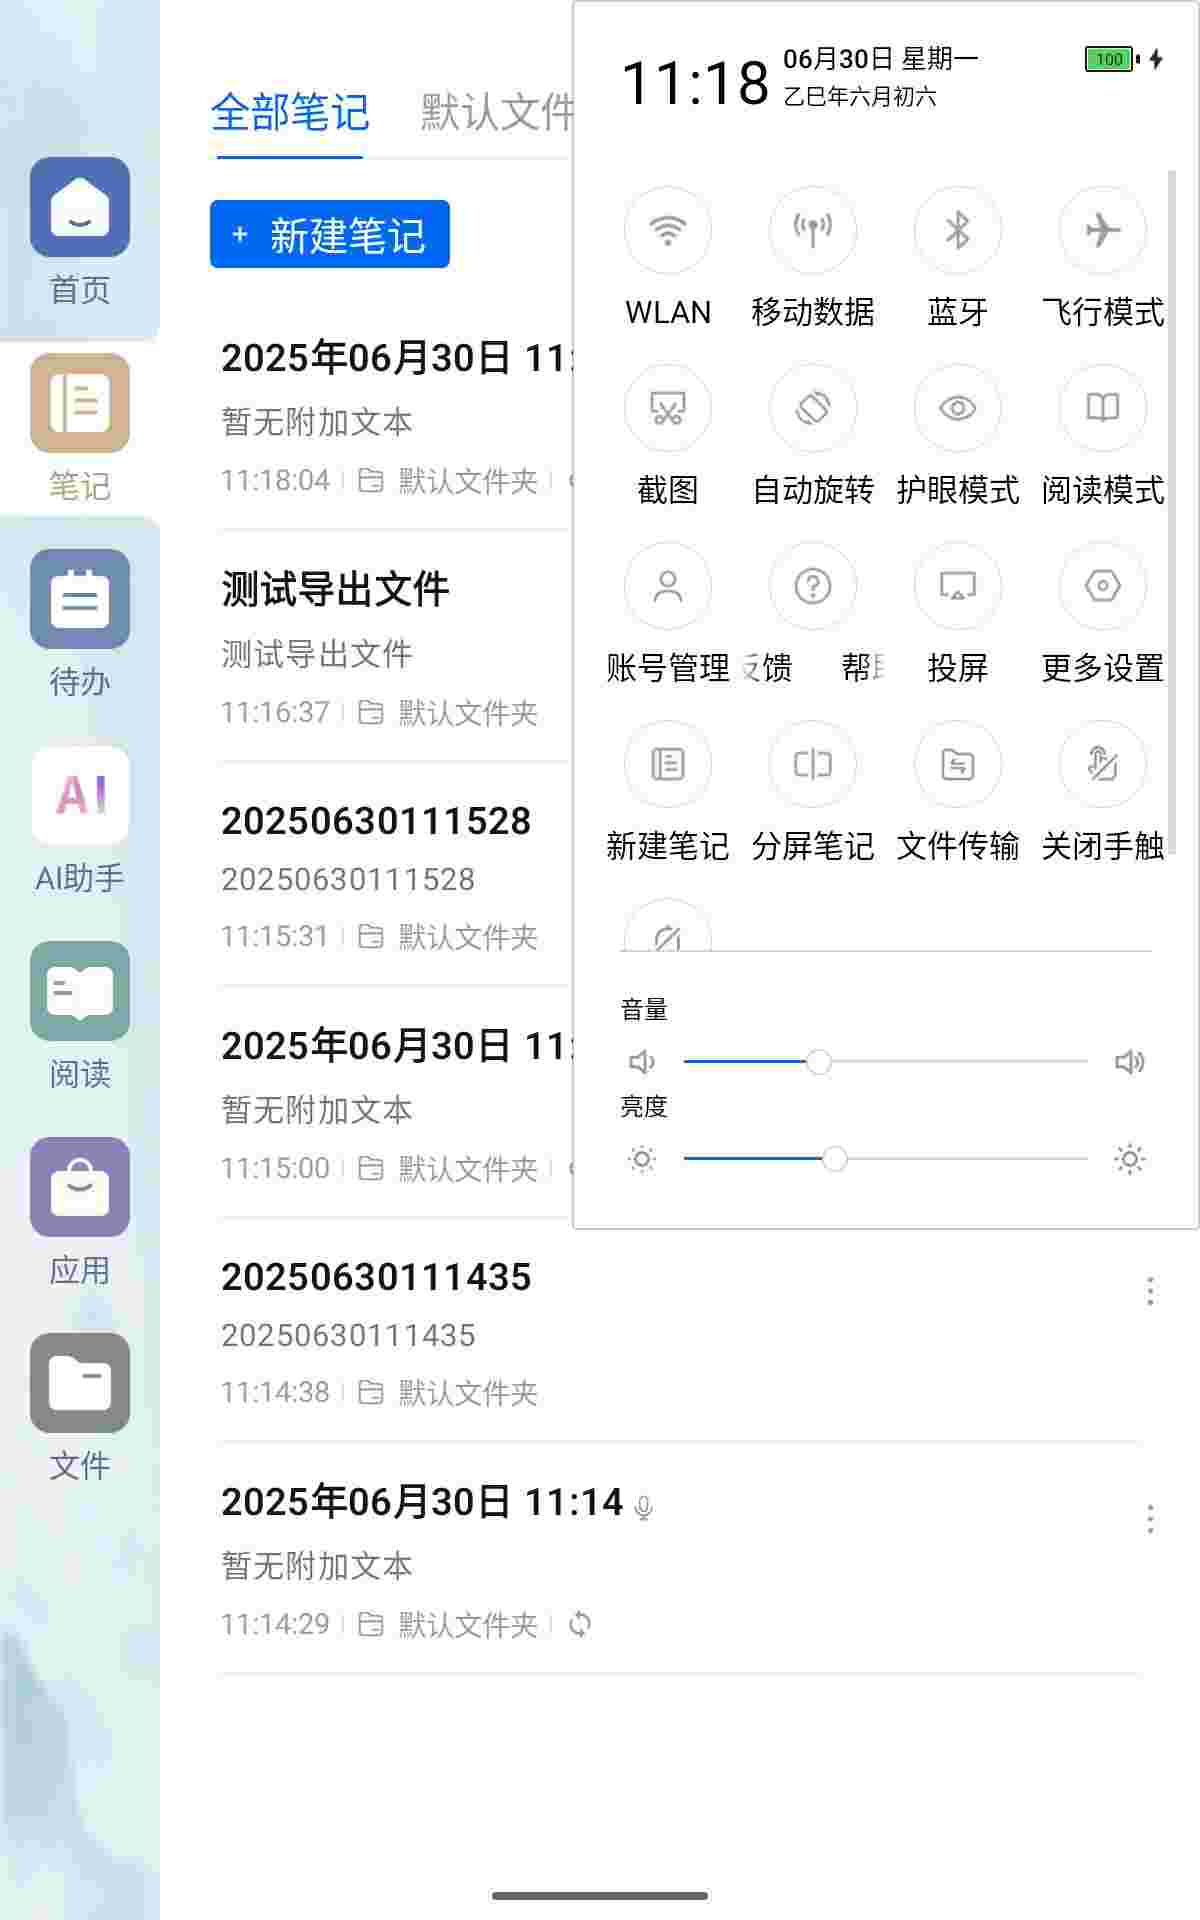 首页
笔记
待办
AI
AI助手
阅读
应用
文件
全部笔记 默认文件
+ 新建笔记
2025年06月30日 11:
暂无附加文本
11:18:04 默认文件夹
测试导出文件
测试导出文件
11:16:37 默认文件夹
20250630111528
20250630111528
11:15:31 默认文件夹
2025年06月30日 11:
暂无附加文本
11:15:00 默认文件夹
20250630111435
20250630111435
11:14:38 默认文件夹
2025年06月30日 11:14
暂无附加文本
11:14:29 默认文件夹
11:18
06月30日 星期一
乙巳年六月初六
100
WLAN 移动数据 蓝牙 飞行模式
截图 自动旋转 护眼模式 阅读模式
账号管理 反馈 帮 投屏 更多设置
新建笔记 分屏笔记 文件传输 关闭手触
音量
亮度